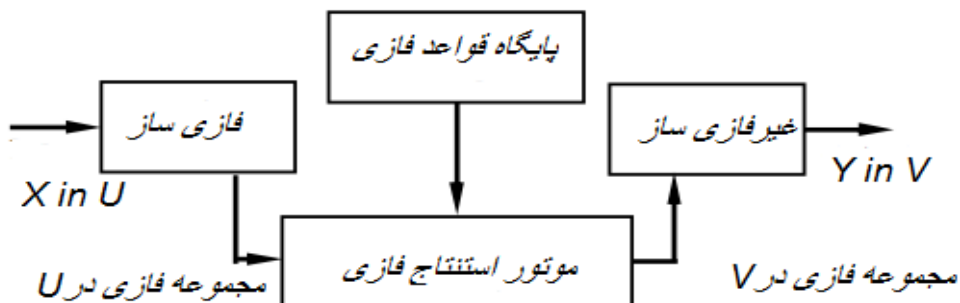 پایگاه قواعد فازی
فازی ساز
غیرفازی ساز
X in U
Y in V
موتور استنتاج فازی
مجموعه فازی در U
مجموعه فازی در V